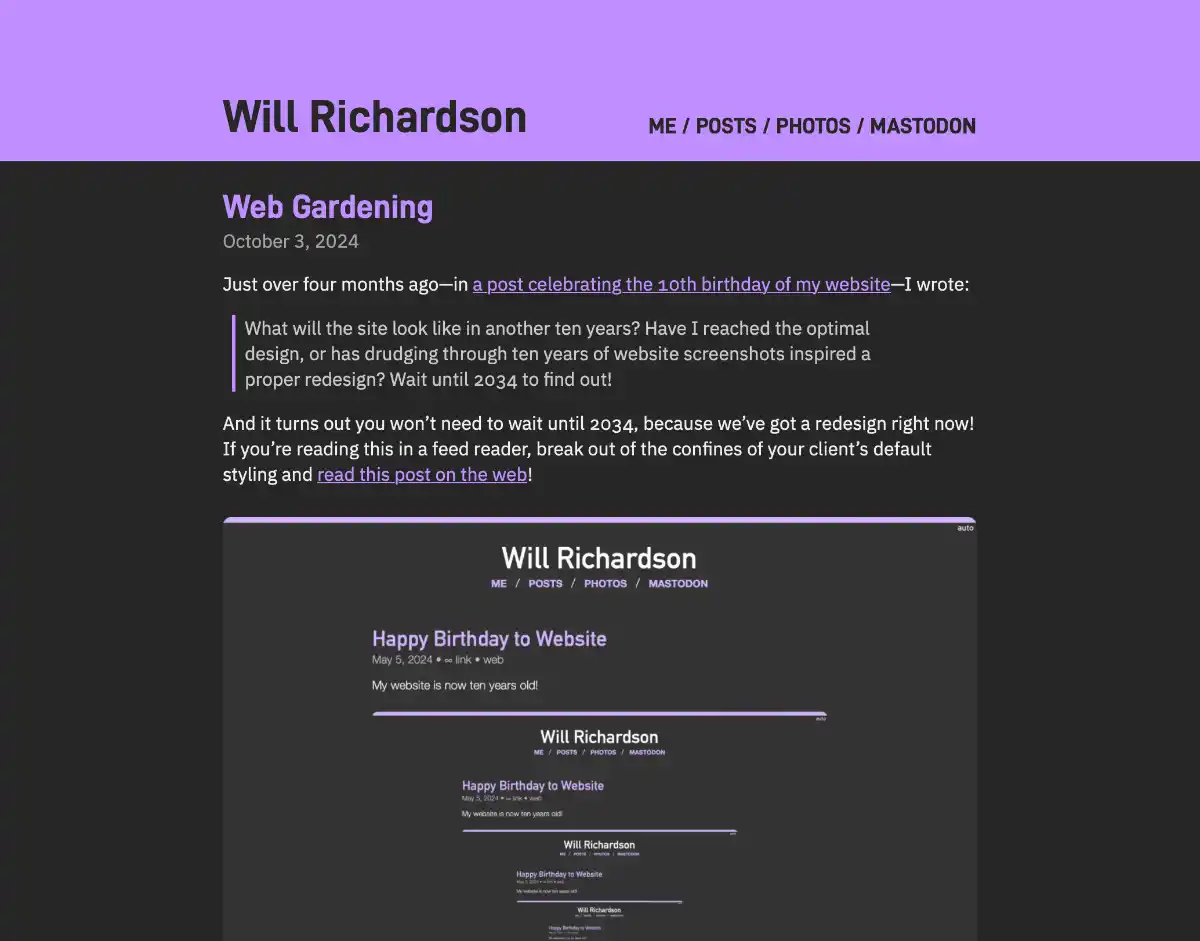 Will Richardson
ME / POSTS / PHOTOS / MASTODON
Web Gardening
October 3, 2024
Just over four months ago—in a post celebrating the 10th birthday of my website—I wrote:
What will the site look like in another ten years? Have I reached the optimal
design, or has drudging through ten years of website screenshots inspired a
proper redesign? Wait until 2034 to find out!
And it turns out you won’t need to wait until 2034, because we’ve got a redesign right now!
If you’re reading this in a feed reader, break out of the confines of your client’s default
styling and read this post on the web!
auto
Will Richardson
ME / POSTS / PHOTOS / MASTODON
Happy Birthday to Website
May 5, 2024 • ∞ link • web
My website is now ten years old!
auto
Will Richardson
ME / POSTS / PHOTOS / MASTODON
Happy Birthday to Website
May 5, 2024 • ∞ link • web
My website is now ten years old!
Will Richardson
ME / POSTS / PHOTOS / MASTODON
Happy Birthday to Website
My website is now ten years old!
Will Richardson
Happy Birthday to Website